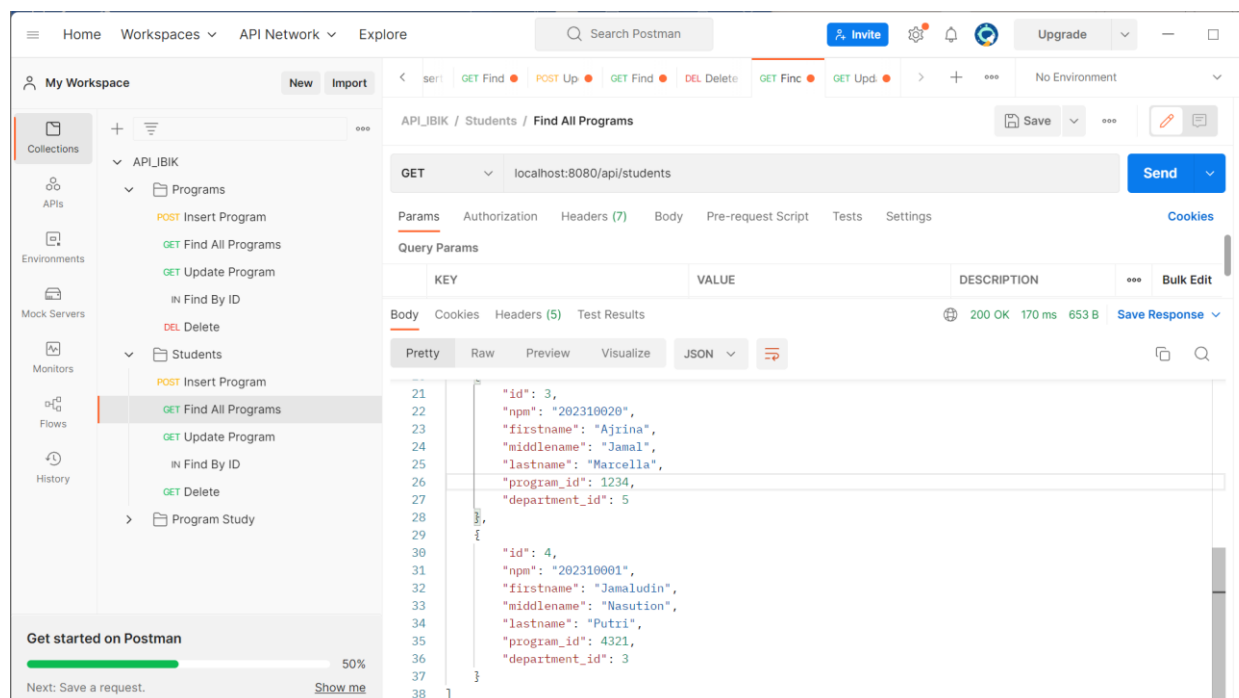 Home Workspaces API Network Explore Search Postman Invite Upgrade
My Workspace New Import
sert GET Find POST Up GET Find DEL Delete GET Finc GET Upd No Environment
API_IBIK / Students / Find All Programs Save
Collections
APIs
Environments
Mock Servers
Monitors
Flows
History
API_IBIK
Programs
POST Insert Program
GET Find All Programs
GET Update Program
IN Find By ID
DEL Delete
Students
POST Insert Program
GET Find All Programs
GET Update Program
IN Find By ID
GET Delete
Program Study
GET localhost:8080/api/students Send
Params Authorization Headers (7) Body Pre-request Script Tests Settings Cookies
Query Params
KEY VALUE DESCRIPTION Bulk Edit
Body Cookies Headers (5) Test Results 200 OK 170 ms 653 B Save Response
Pretty Raw Preview Visualize JSON
21 "id": 3,
22 "npm": "202310020",
23 "firstname": "Ajrina",
24 "middlename": "Jamal",
25 "lastname": "Marcella",
26 "program_id": 1234,
27 "department_id": 5
28 },
29 {
30 "id": 4,
31 "npm": "202310001",
32 "firstname": "Jamaludin",
33 "middlename": "Nasution",
34 "lastname": "Putri",
35 "program_id": 4321,
36 "department_id": 3
37 }
38 ]
Get started on Postman
50%
Next: Save a request. Show me